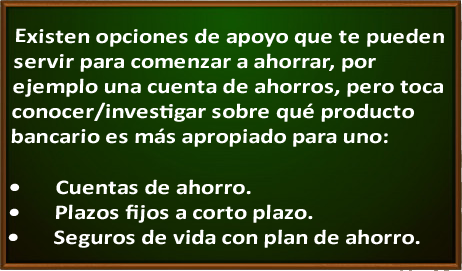 Existen opciones de apoyo que te pueden
servir para comenzar a ahorrar, por
ejemplo una cuenta de ahorros, pero toca
conocer/investigar sobre qué producto
bancario es más apropiado para uno:
• Cuentas de ahorro.
• Plazos fijos a corto plazo.
• Seguros de vida con plan de ahorro.